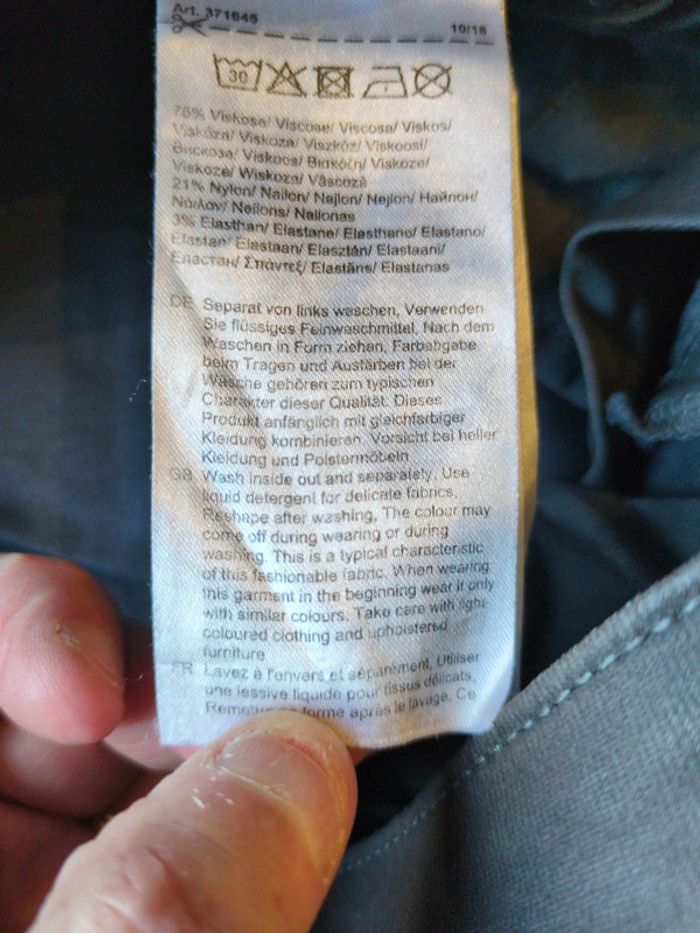 Art. 371645
10/18
30
76% Viskose/ Viscose/ Viscosa/ Viskos/
Viskóza/ Viskoza/ Viszkóz/ Viskoosi/
Вискоза/ Viskoos/ Βισκόζη/ Viskoze/
Viskoze/ Wiskoza/ Vâscoză
21% Nylon/ Nailon/ Najlon/ Nejlon/ Найлон/
Νάιλον/ Neilons/ Nailonas
3% Elasthan/ Elastane/ Elasthane/ Elastano/
Elastan/ Elastaan/ Elasztán/ Elastaani/
Еластан/ Σπάντεξ/ Elastāns/ Elastanas
DE Separat von links waschen, Verwenden
Sie flüssiges Feinwaschmittel. Nach dem
Waschen in Form ziehen. Farbabgabe
beim Tragen und Ausfärben bei der
Wäsche gehören zum typischen
Charakter dieser Qualität. Dieses
Produkt anfänglich mit gleichfarbiger
Kleidung kombinieren. Vorsicht bei heller
Kleidung und Polstermöbeln
GB Wash inside out and separately. Use
liquid detergent for delicate fabrics.
Reshape after washing. The colour may
come off during wearing or during
washing. This is a typical characteristic
of this fashionable fabric. When wearing
this garment in the beginning wear it only
with similar colours. Take care with light-
coloured clothing and upholstered
furniture
FR Lavez à l'envers et séparément. Utiliser
une lessive liquide pour tissus délicats.
forme après le lavage. Ce